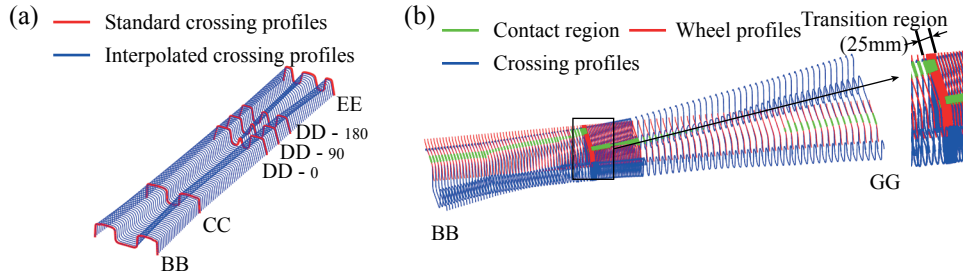 (a)
Standard crossing profiles
Interpolated crossing profiles
EE
DD - 180
DD - 90
DD - 0
CC
BB
(b)
Contact region
Wheel profiles
Crossing profiles
Transition region
(25mm)
GG
BB